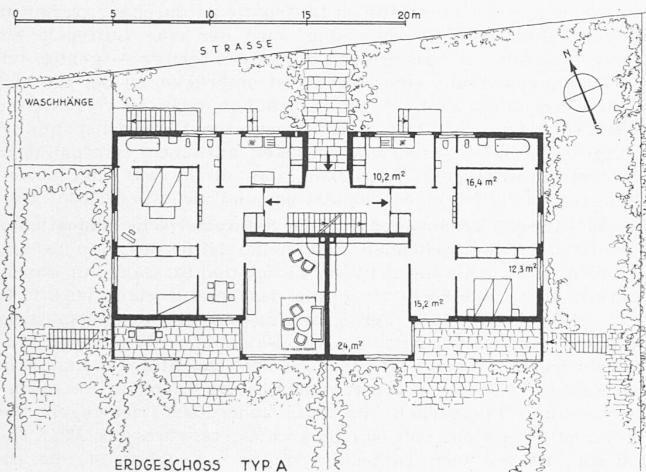 0 5 10 15 20 m
STRASSE
N
S
WASCHHÄNGE
10,2 m²
16,4 m²
12,3 m²
15,2 m²
24, m²
ERDGESCHOSS TYP A